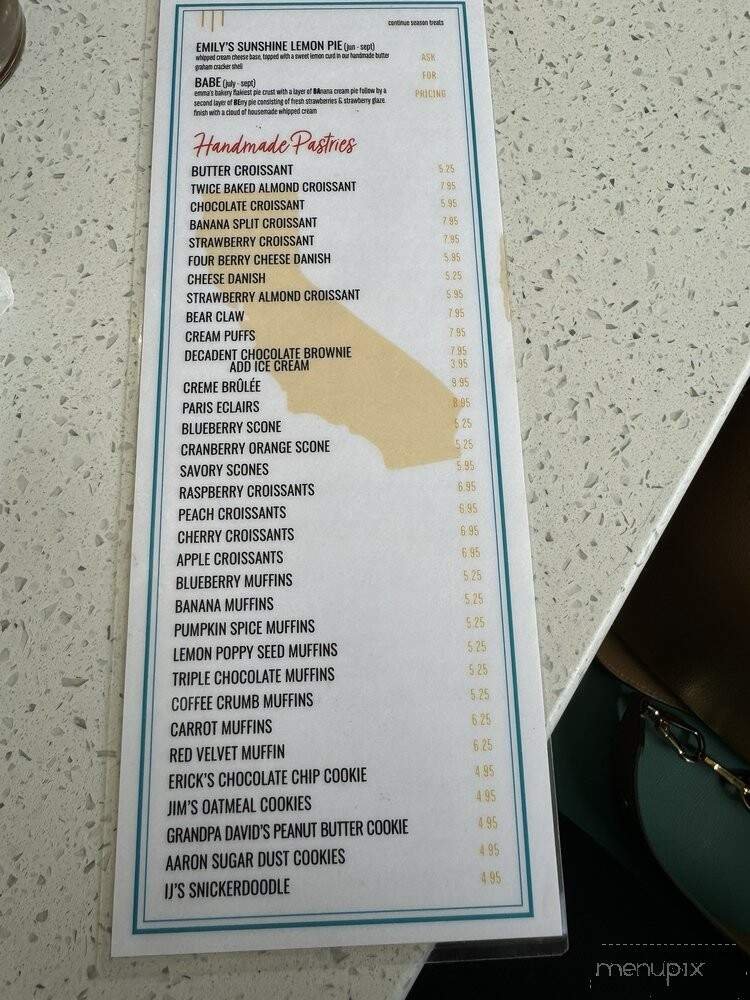 continue season treats
EMILY'S SUNSHINE LEMON PIE (jun - sept)
whipped cream cheese base, topped with a sweet lemon curd in our handmade butter
graham cracker shell
ASK
FOR
PRICING
BABE (july - sept)
emma's bakery flakiest pie crust with a layer of BAnana cream pie follow by a
second layer of BErry pie consisting of fresh strawberries & strawberry glaze.
finish with a cloud of housemade whipped cream
Handmade Pastries
BUTTER CROISSANT 5.25
TWICE BAKED ALMOND CROISSANT 7.95
CHOCOLATE CROISSANT 5.95
BANANA SPLIT CROISSANT 7.95
STRAWBERRY CROISSANT 7.95
FOUR BERRY CHEESE DANISH 5.95
CHEESE DANISH 5.25
STRAWBERRY ALMOND CROISSANT 5.95
BEAR CLAW 7.95
CREAM PUFFS 7.95
DECADENT CHOCOLATE BROWNIE 7.95
ADD ICE CREAM 3.95
CREME BRÛLÉE 9.95
PARIS ECLAIRS 8.95
BLUEBERRY SCONE 5.25
CRANBERRY ORANGE SCONE 5.25
SAVORY SCONES 5.95
RASPBERRY CROISSANTS 6.95
PEACH CROISSANTS 6.95
CHERRY CROISSANTS 6.95
APPLE CROISSANTS 6.95
BLUEBERRY MUFFINS 5.25
BANANA MUFFINS 5.25
PUMPKIN SPICE MUFFINS 5.25
LEMON POPPY SEED MUFFINS 5.25
TRIPLE CHOCOLATE MUFFINS 5.25
COFFEE CRUMB MUFFINS 5.25
CARROT MUFFINS 6.25
RED VELVET MUFFIN 6.25
ERICK'S CHOCOLATE CHIP COOKIE 4.95
JIM'S OATMEAL COOKIES 4.95
GRANDPA DAVID'S PEANUT BUTTER COOKIE 4.95
AARON SUGAR DUST COOKIES 4.95
IJ'S SNICKERDOODLE 4.95
menupix